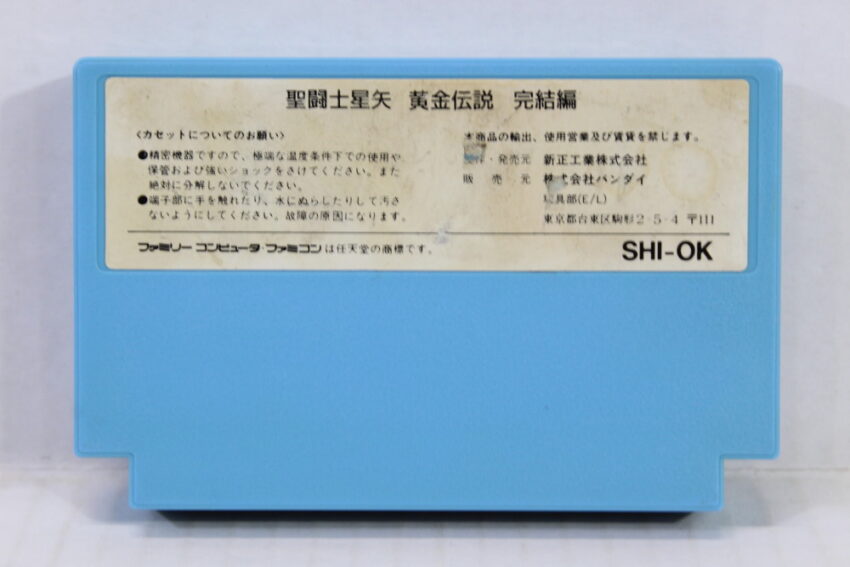 聖闘士星矢 黄金伝説 完結編
〈カセットについてのお願い〉
●精密機器ですので、極端な温度条件下での使用や
保管および強いショックをさけてください。また
絶対に分解しないでください。
●端子部に手を触れたり、水にぬらしたりして汚さ
ないようにしてください。故障の原因になります。
本商品の輸出、使用営業及び賃貸を禁じます。
・発売元 新正工業株式会社
販売元 株式会社バンダイ
玩具部(E/L)
東京都台東区駒形2-5-4 〒111
ファミリーコンピュータ・ファミコンは任天堂の商標です。
SHI-OK